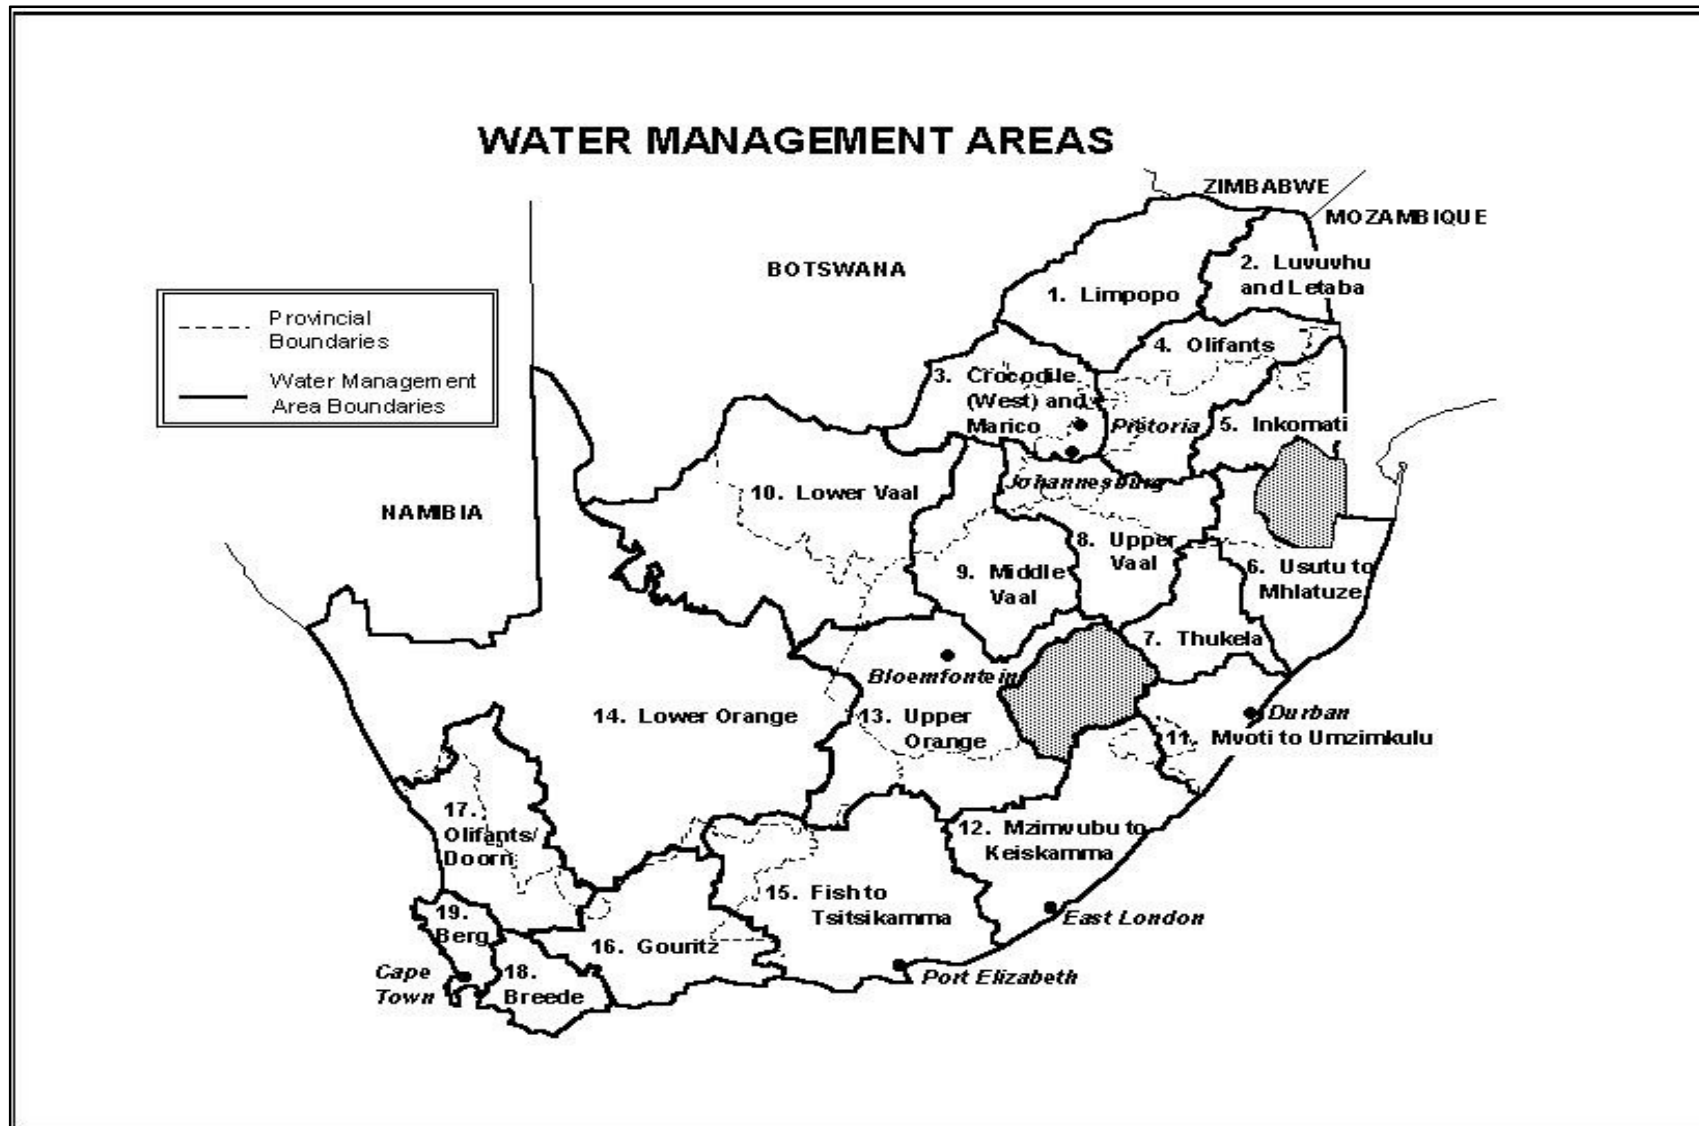 WATER MANAGEMENT AREAS
ZIMBABWE
MOZAMBIQUE
BOTSWANA
2. Luvuvhu
and Letaba
1. Limpopo
Provincial
Boundaries
Water Management
Area Boundaries
4. Olifants
3. Crocodile
(West) and
Marico
Pretoria
5. Inkomati
Johannesburg
10. Lower Vaal
NAMIBIA
8. Upper
Vaal
9. Middle
Vaal
6. Usutu to
Mhlatuze
7. Thukela
Bloemfontein
14. Lower Orange
13. Upper
Orange
Durban
11. Mvoti to Umzimkulu
17.
Olifants/
Doorn
12. Mzimvubu to
Keiskamma
15. Fish to
Tsitsikamma
East London
19.
Berg
16. Gouritz
Cape
Town
18.
Breede
Port Elizabeth